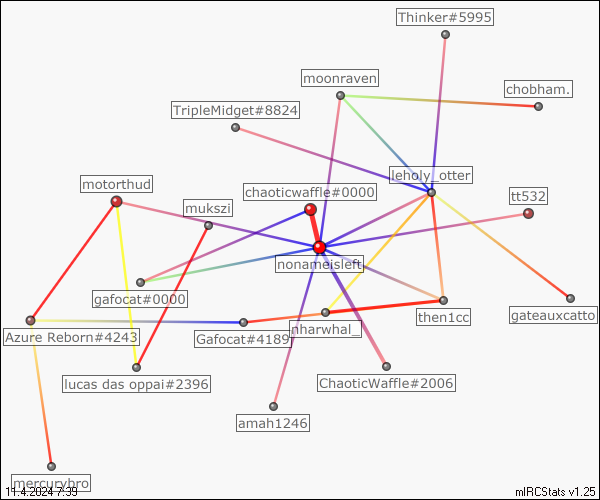 Thinker#5995
moonraven
chobham.
TripleMidget#8824
leholy_otter
motorthud
chaoticwaffle#0000
tt532
mukszi
nonameisleft
gafocat#0000
gateauxcatto
then1cc
nharwhal_
Azure Reborn#4243
Gafocat#4189
lucas das oppai#2396
ChaoticWaffle#2006
amah1246
mercurybro
11.4.2024 7:39
mIRCStats v1.25